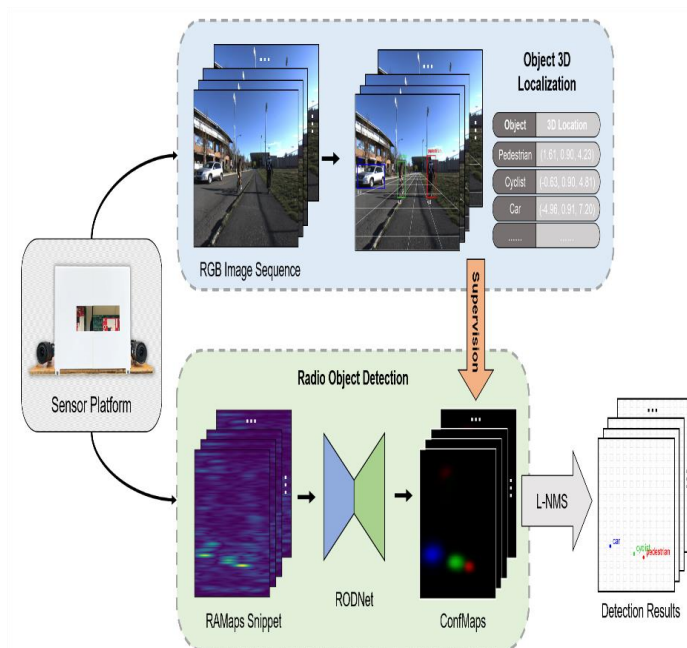 Object 3D
Localization
Object 3D Location
Pedestrian (1.61, 0.90, 4.23)
Cyclist (-0.63, 0.90, 4.81)
Car (-4.96, 0.91, 7.20)
......
RGB Image Sequence
Supervision
Sensor Platform
Radio Object Detection
RAMaps Snippet
RODNet
ConfMaps
L-NMS
car
cyclist
pedestrian
Detection Results